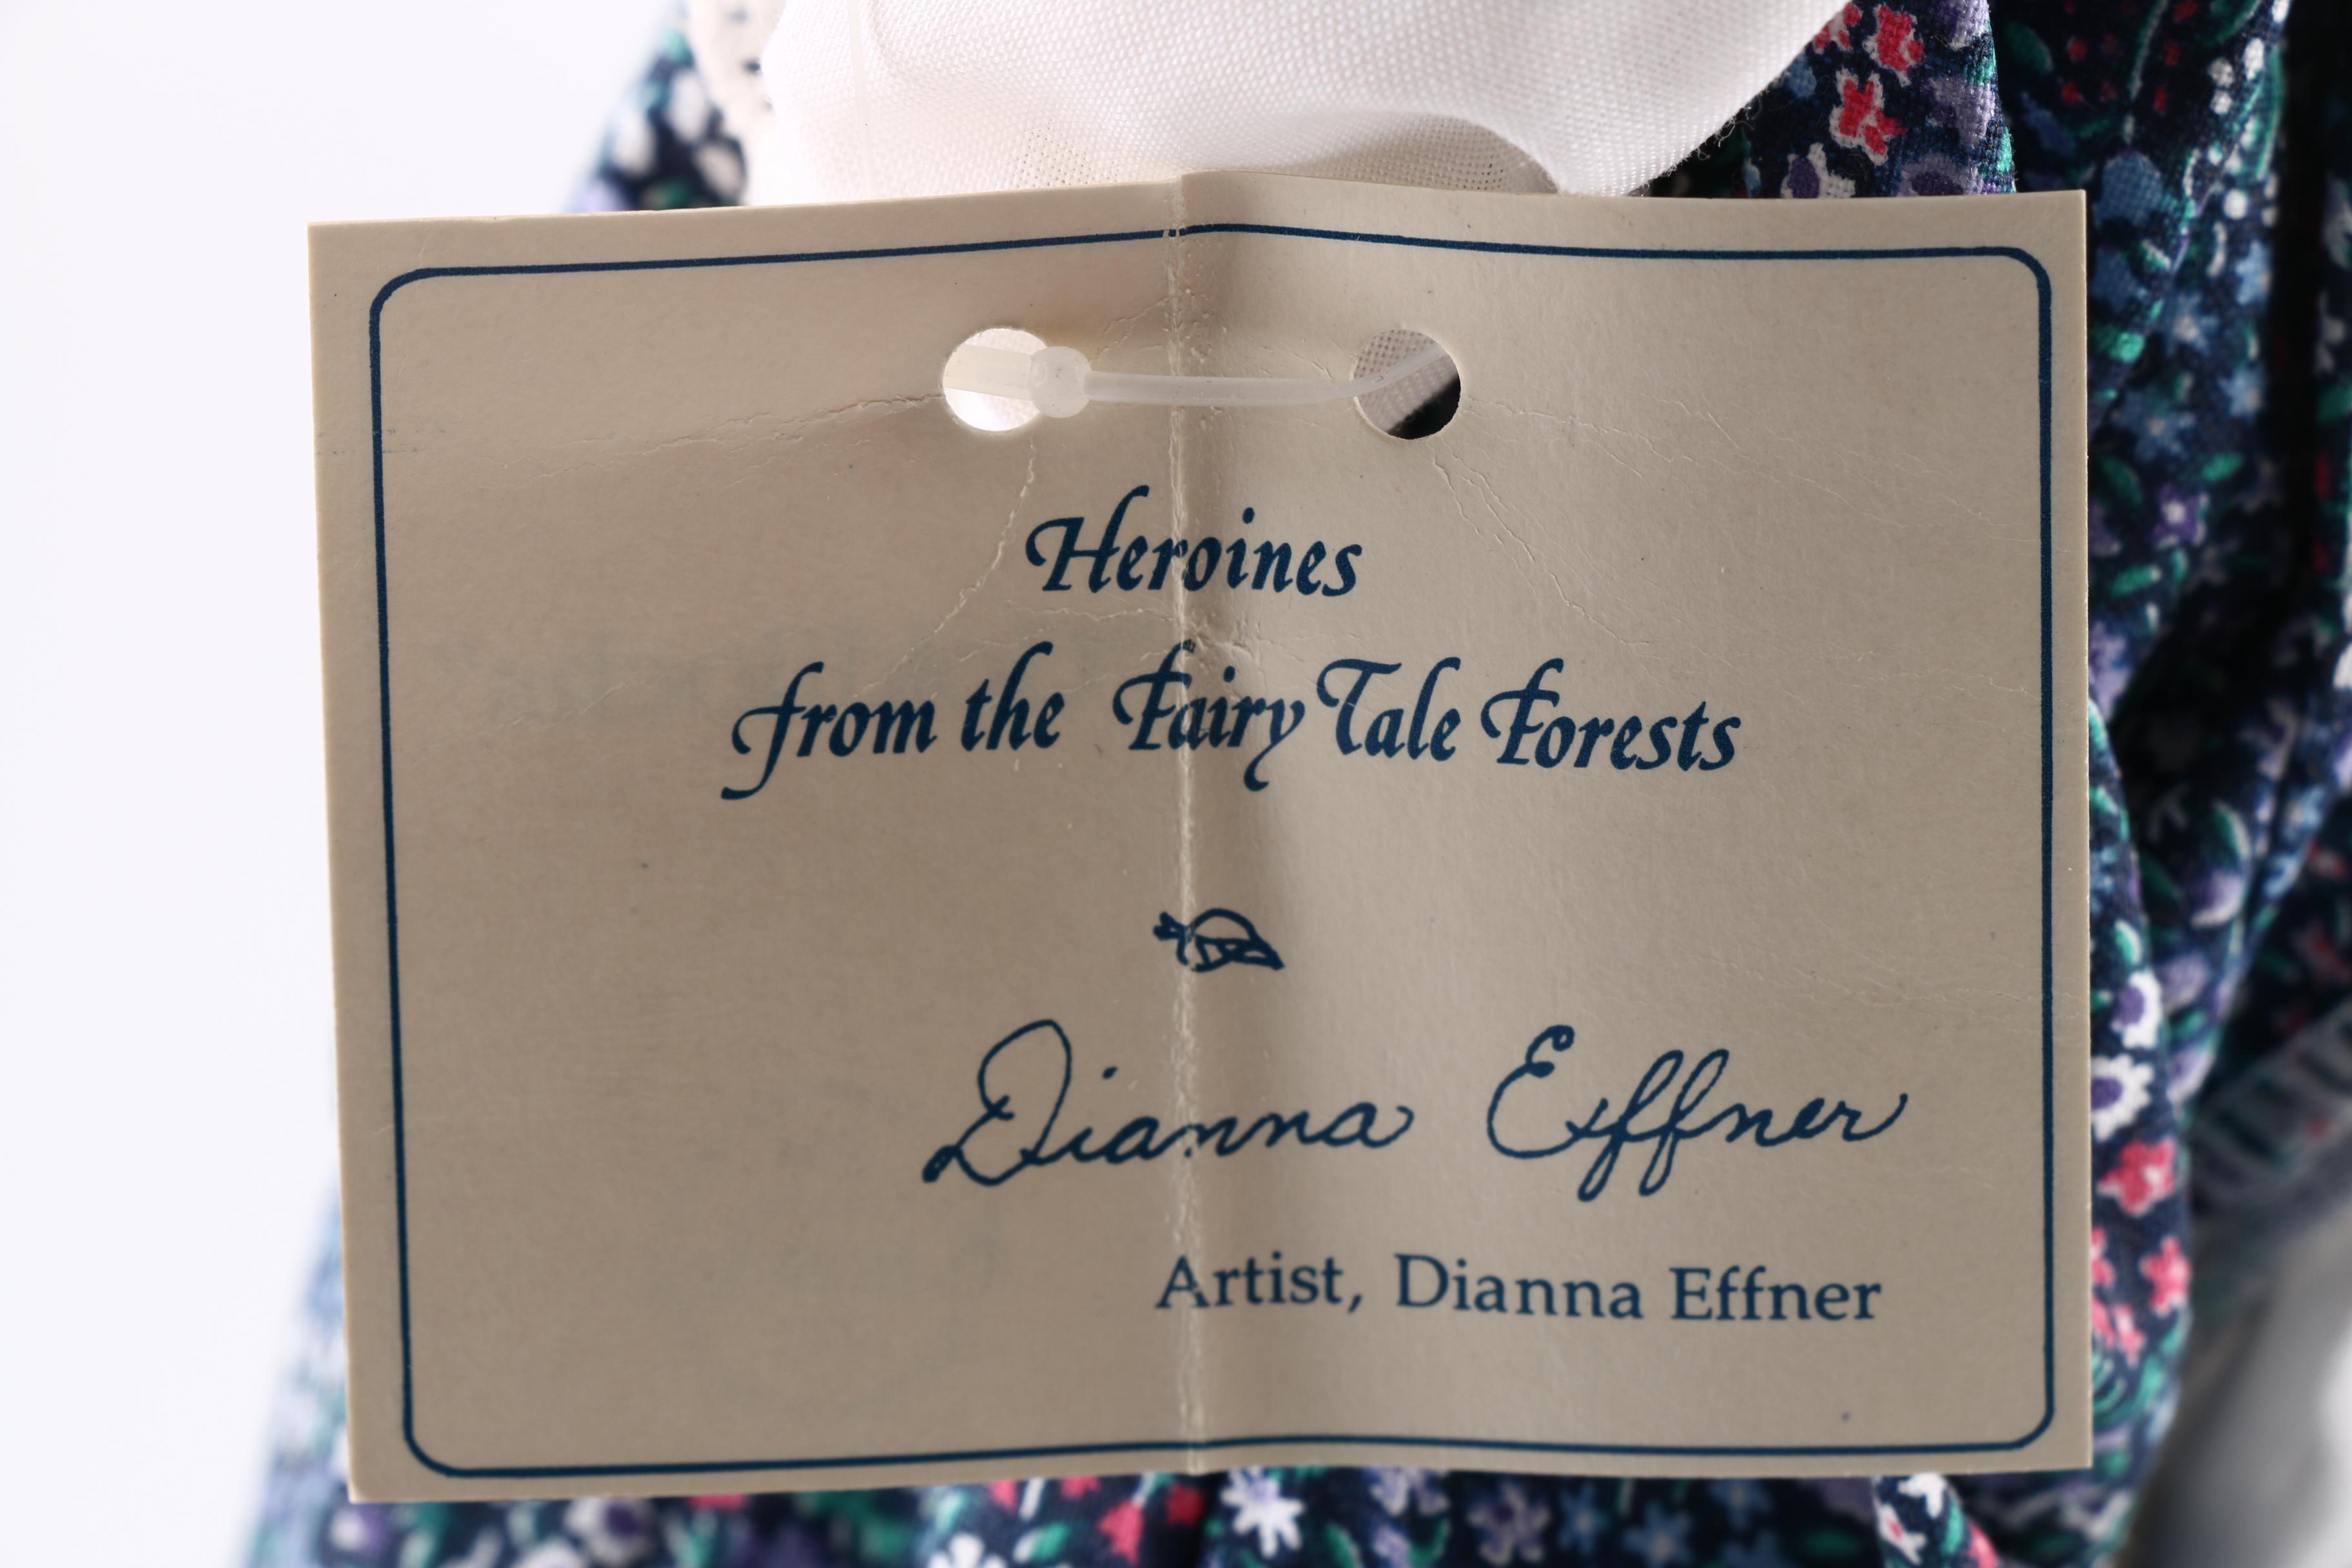 Heroines
from the Fairy Tale Forests
Dianna Effner
Artist, Dianna Effner